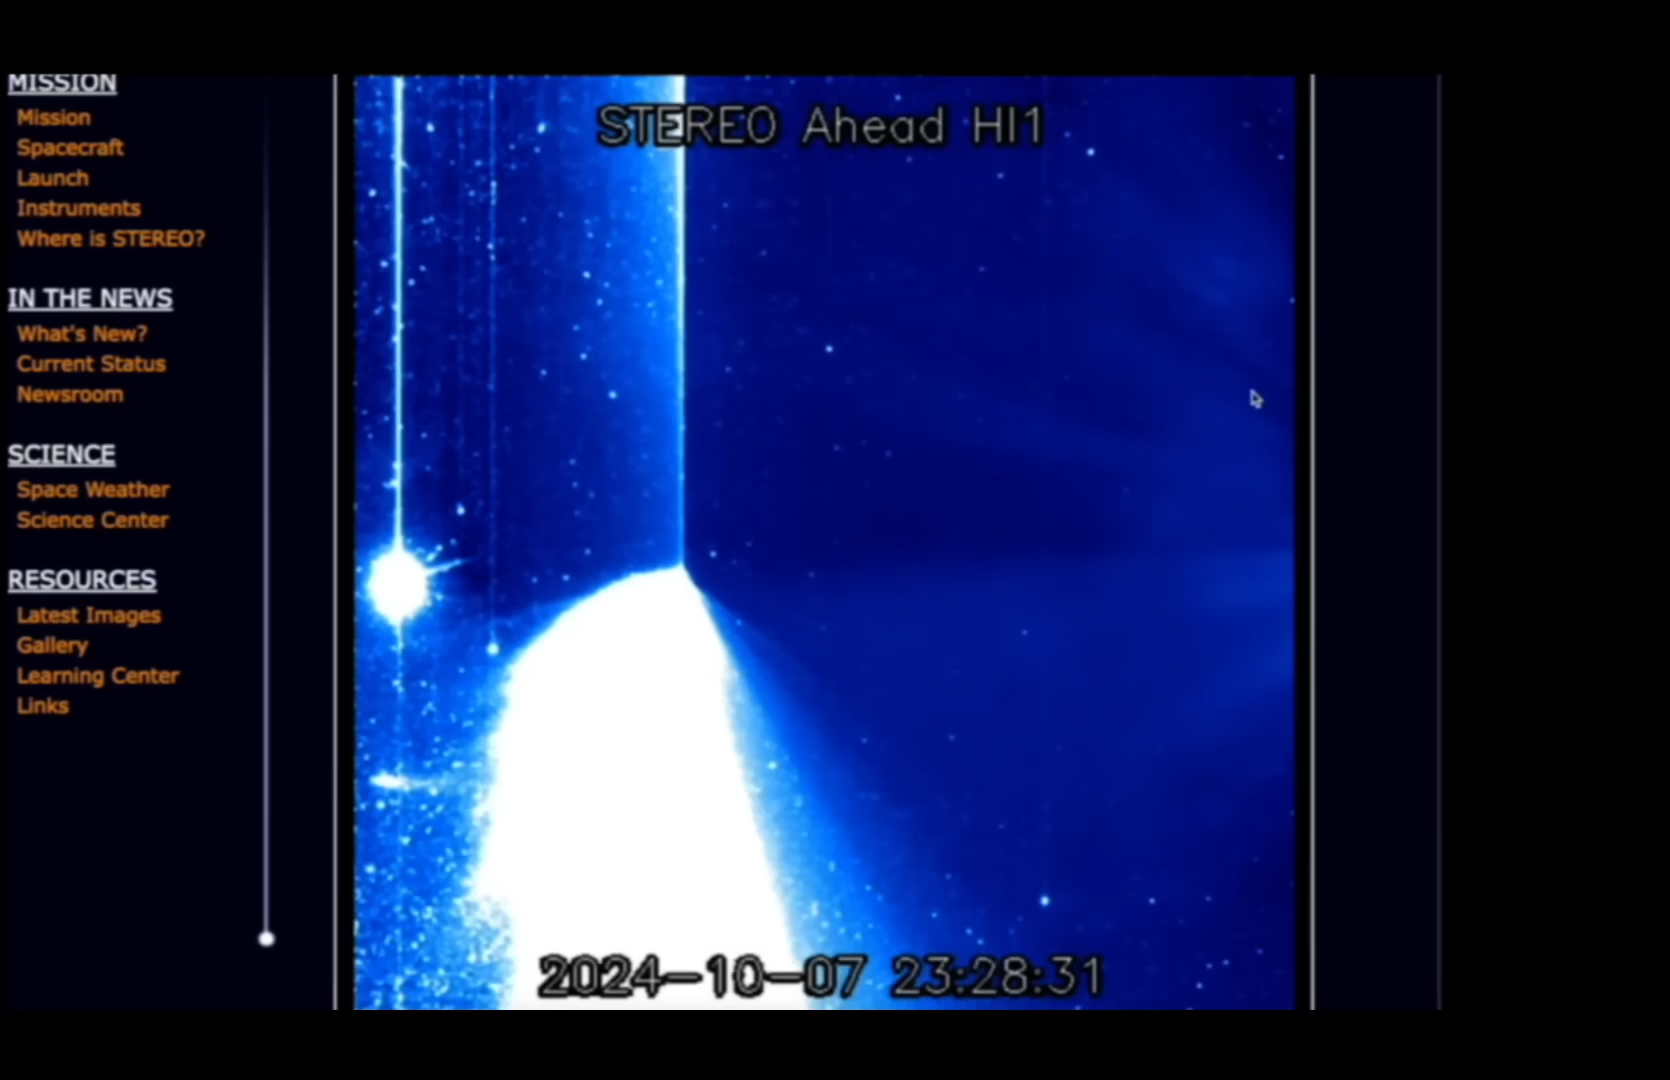 MISSION
Mission
Spacecraft
Launch
Instruments
Where is STEREO?
IN THE NEWS
What's New?
Current Status
Newsroom
SCIENCE
Space Weather
Science Center
RESOURCES
Latest Images
Gallery
Learning Center
Links
STEREO Ahead HI1
2024-10-07 23:28:31